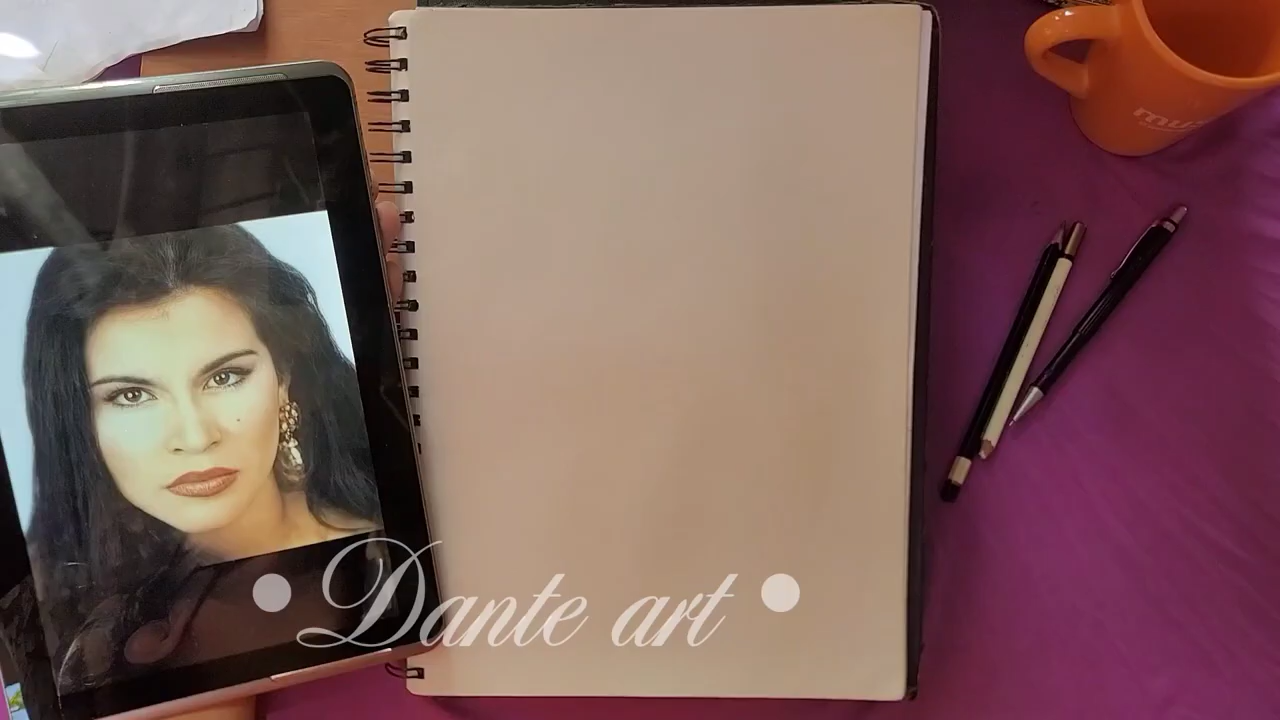 • Dante art •